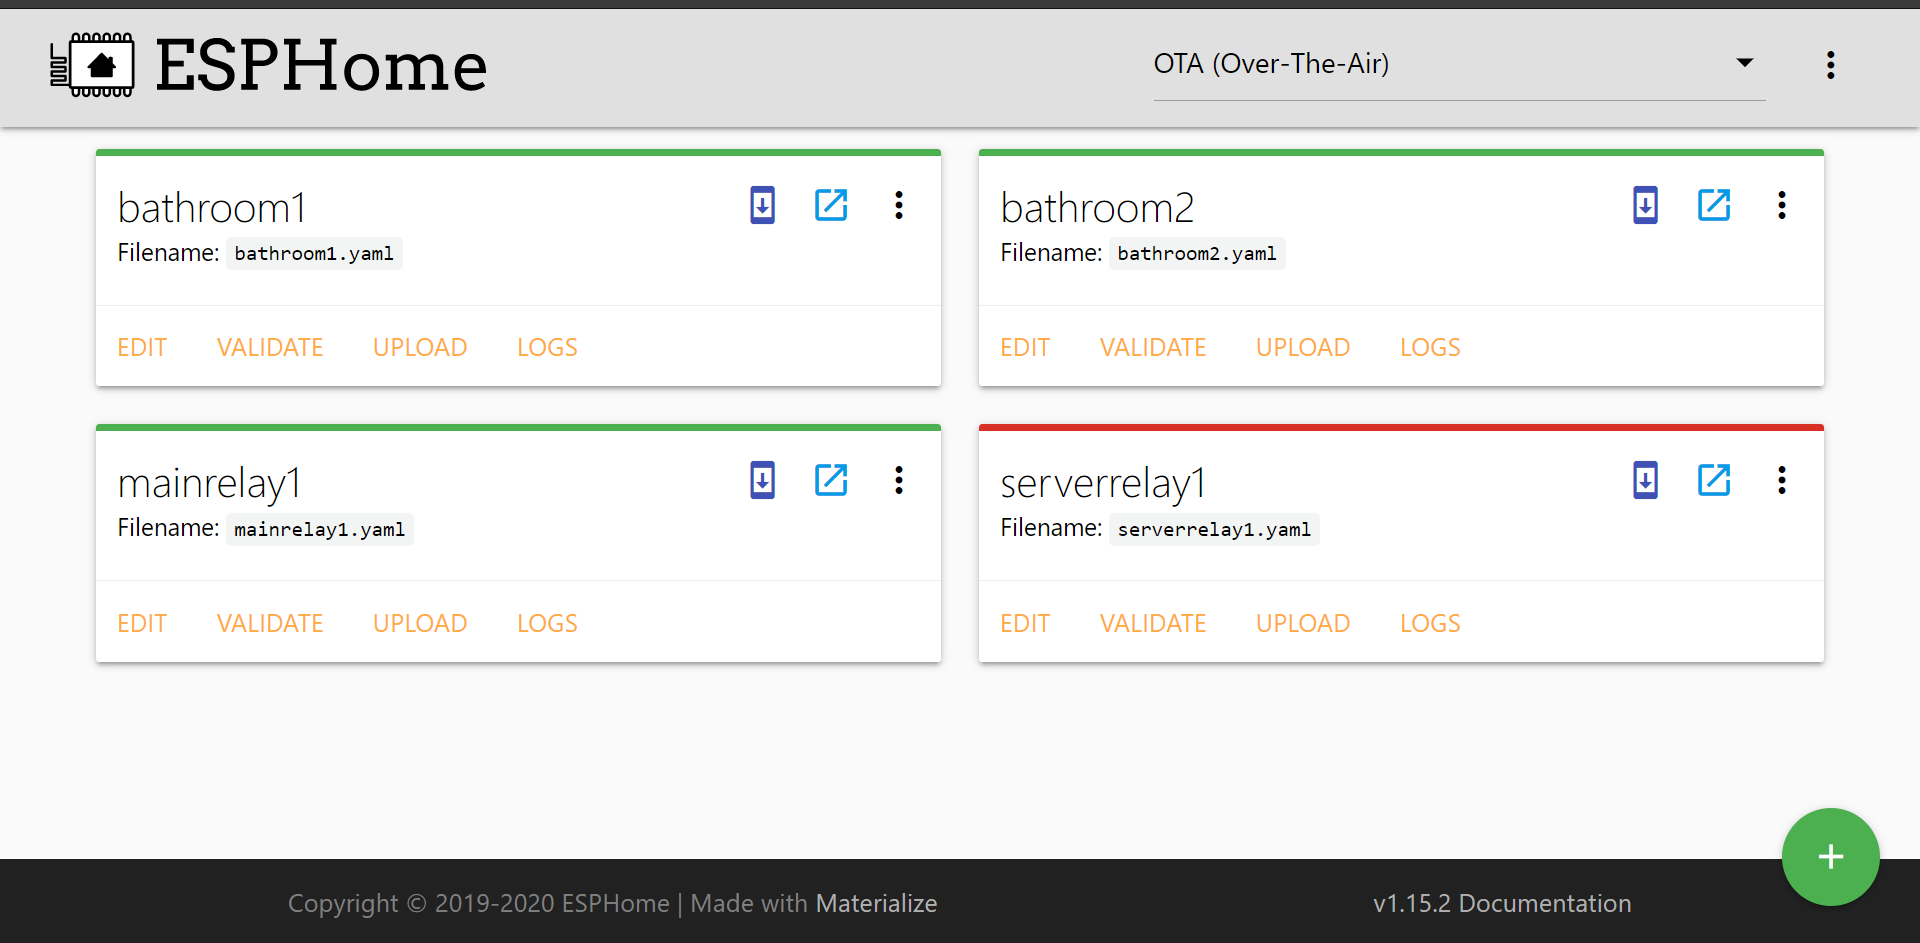 ESPHome
OTA (Over-The-Air)
bathroom1
Filename: bathroom1.yaml
EDIT VALIDATE UPLOAD LOGS
bathroom2
Filename: bathroom2.yaml
EDIT VALIDATE UPLOAD LOGS
mainrelay1
Filename: mainrelay1.yaml
EDIT VALIDATE UPLOAD LOGS
serverrelay1
Filename: serverrelay1.yaml
EDIT VALIDATE UPLOAD LOGS
Copyright © 2019-2020 ESPHome | Made with Materialize
v1.15.2 Documentation